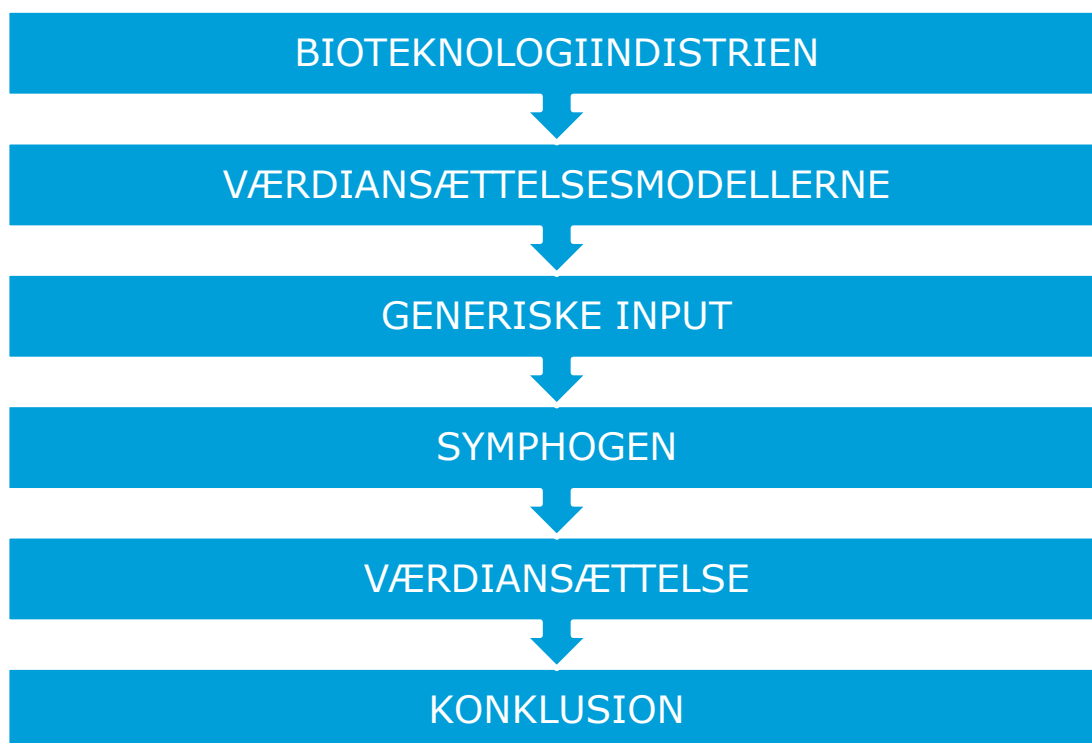 BIOTEKNOLOGIINDISTRIEN
VÆRDIANSÆTTELSESMODELLERNE
GENERISKE INPUT
SYMPHOGEN
VÆRDIANSÆTTELSE
KONKLUSION